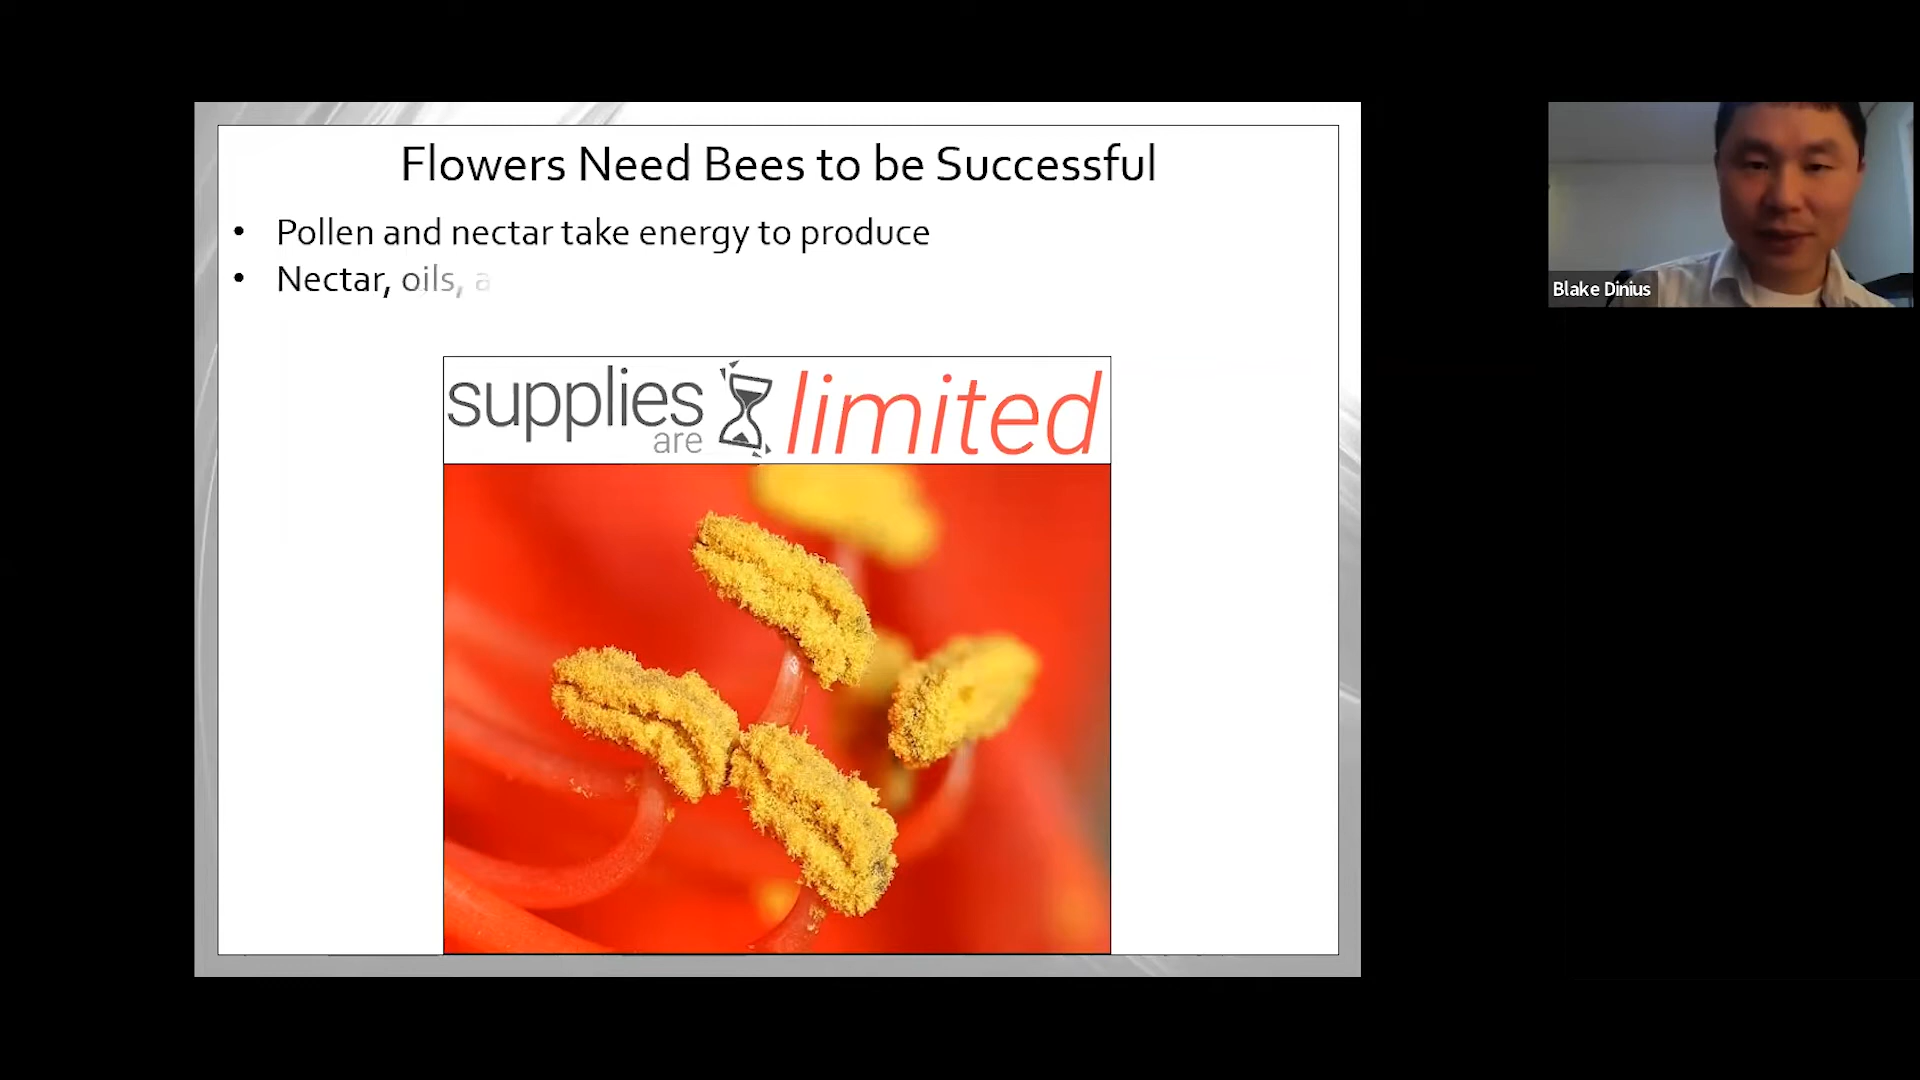 Flowers Need Bees to be Successful
• Pollen and nectar take energy to produce
• Nectar, oils, a
supplies are limited
Blake Dinius